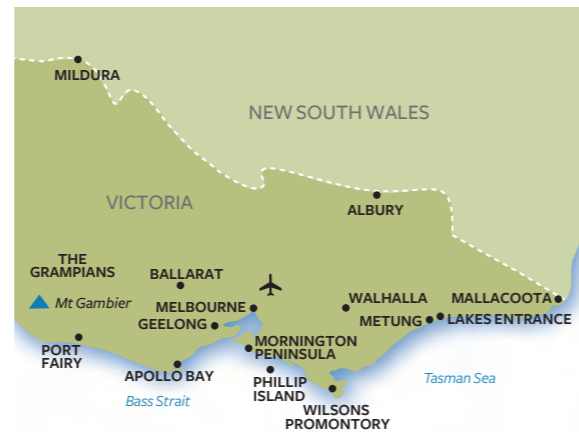 MILDURA
NEW SOUTH WALES
VICTORIA
ALBURY
THE
GRAMPIANS
BALLARAT
Mt Gambier
MELBOURNE
WALHALLA
MALLACOOTA
GEELONG
METUNG
LAKES ENTRANCE
PORT
FAIRY
MORNINGTON
PENINSULA
APOLLO BAY
PHILLIP
ISLAND
Tasman Sea
Bass Strait
WILSONS
PROMONTORY